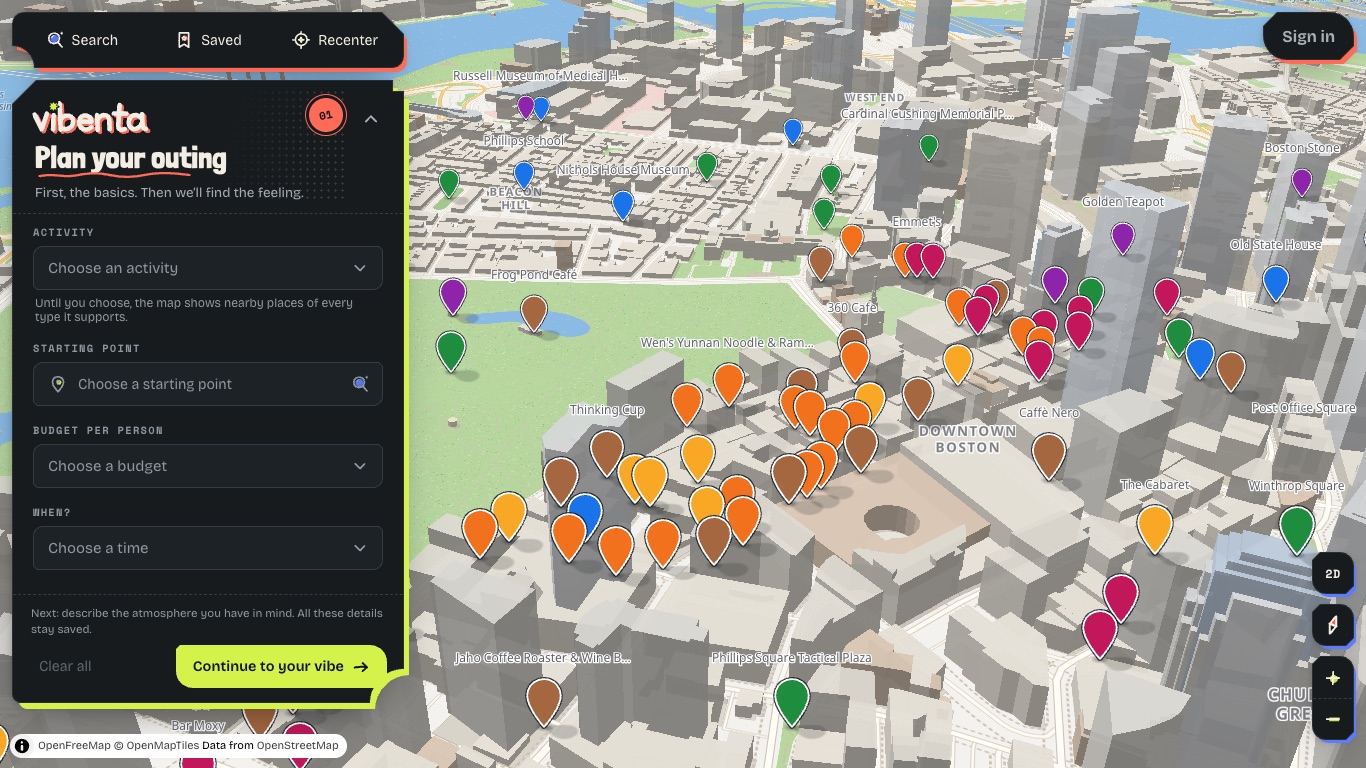 Search
Saved
Recenter
Sign in
vibenta
01
Plan your outing
First, the basics. Then we'll find the feeling.
ACTIVITY
Choose an activity
Until you choose, the map shows nearby places of every
type it supports.
STARTING POINT
Choose a starting point
BUDGET PER PERSON
Choose a budget
WHEN?
Choose a time
Next: describe the atmosphere you have in mind. All these details
stay saved.
Clear all
Continue to your vibe →
Russell Museum of Medical H...
WEST END
Cardinal Cushing Memorial P...
Phillips School
Boston Stone
Nichols House Museum
BEACON
HILL
Golden Teapot
Emmet's
Old State House
Frog Pond Café
360 Cafe
Wen's Yunnan Noodle & Ram...
Thinking Cup
Caffè Nero
Post Office Square
DOWNTOWN
BOSTON
The Cabaret
Winthrop Square
2D
Jaho Coffee Roaster & Wine B...
Phillips Square Tactical Plaza
Bar Moxy
OpenFreeMap © OpenMapTiles Data from OpenStreetMap